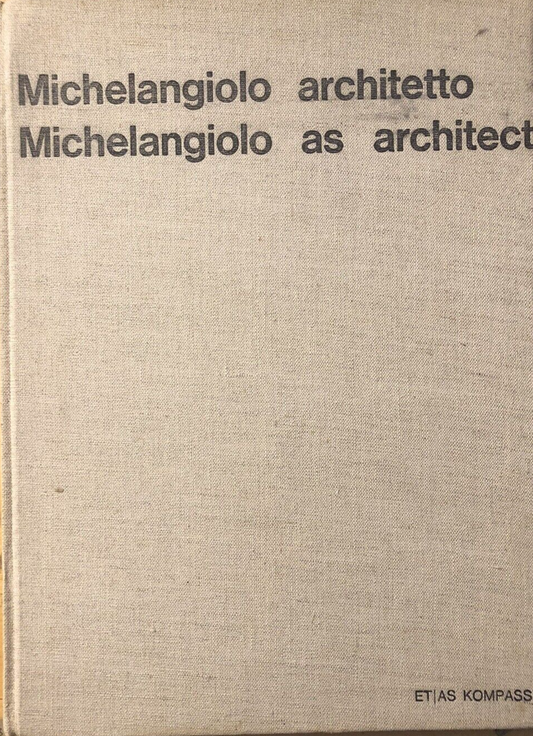 Michelangiolo architetto
Michelangiolo as architect
ET|AS KOMPASS